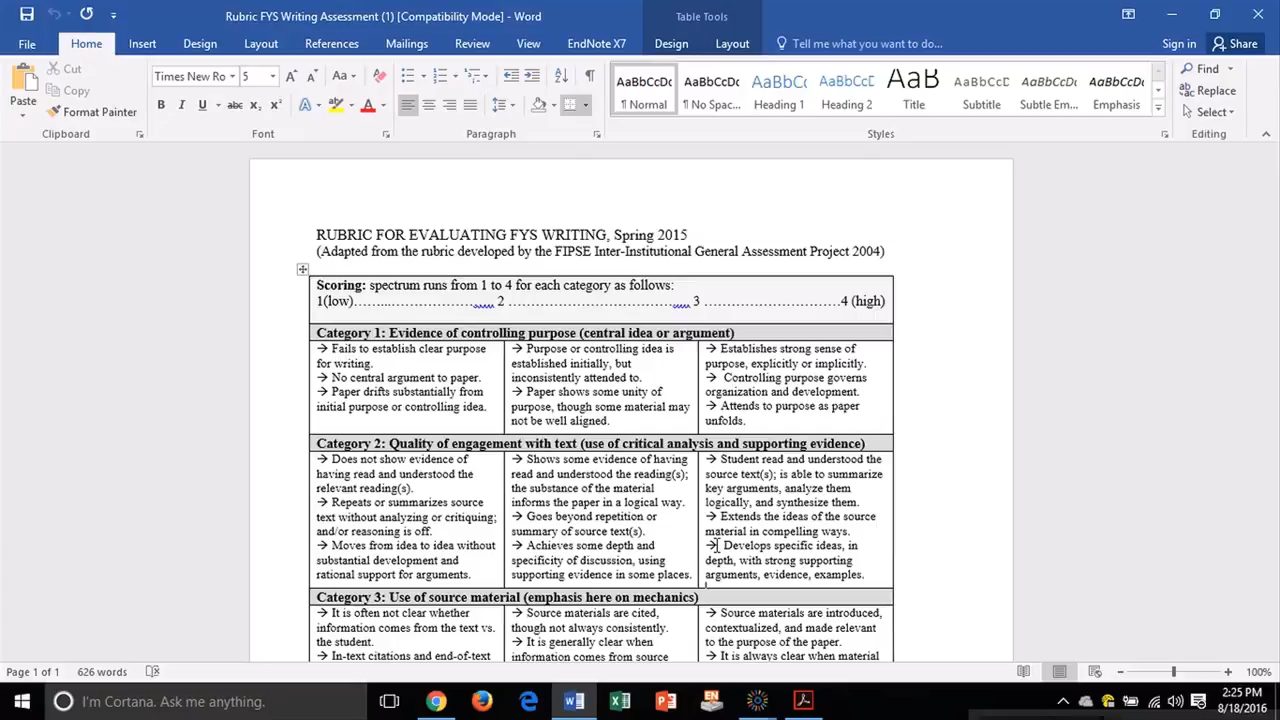 Rubric FYS Writing Assessment (1) [Compatibility Mode] - Word
Table Tools
File Home Insert Design Layout References Mailings Review View EndNote X7 Design Layout Tell me what you want to do... Sign in Share
Cut
Copy
Format Painter
Paste
Clipboard
Times New Ro 5
Font
Paragraph
AaBbCcDc AaBbCcDc AaBbCc AaBbCcD AaB AaBbCcD AaBbCcDc AaBbCcDc
¶ Normal ¶ No Spac... Heading 1 Heading 2 Title Subtitle Subtle Em... Emphasis
Styles
Find
Replace
Select
Editing
RUBRIC FOR EVALUATING FYS WRITING, Spring 2015
(Adapted from the rubric developed by the FIPSE Inter-Institutional General Assessment Project 2004)
Scoring: spectrum runs from 1 to 4 for each category as follows:
1(low)…...………………… 2 ………………………………… 3 ……………………4 (high)
Category 1: Evidence of controlling purpose (central idea or argument)
→ Fails to establish clear purpose
for writing.
→ No central argument to paper.
→ Paper drifts substantially from
initial purpose or controlling idea.
→ Purpose or controlling idea is
established initially, but
inconsistently attended to.
→ Paper shows some unity of
purpose, though some material may
not be well aligned.
→ Establishes strong sense of
purpose, explicitly or implicitly.
→ Controlling purpose governs
organization and development.
→ Attends to purpose as paper
unfolds.
Category 2: Quality of engagement with text (use of critical analysis and supporting evidence)
→ Does not show evidence of
having read and understood the
relevant reading(s).
→ Repeats or summarizes source
text without analyzing or critiquing;
and/or reasoning is off.
→ Moves from idea to idea without
substantial development and
rational support for arguments.
→ Shows some evidence of having
read and understood the reading(s);
the substance of the material
informs the paper in a logical way.
→ Goes beyond repetition or
summary of source text(s).
→ Achieves some depth and
specificity of discussion, using
supporting evidence in some places.
→ Student read and understood the
source text(s); is able to summarize
key arguments, analyze them
logically, and synthesize them.
→ Extends the ideas of the source
material in compelling ways.
→ Develops specific ideas, in
depth, with strong supporting
arguments, evidence, examples.
Category 3: Use of source material (emphasis here on mechanics)
→ It is often not clear whether
information comes from the text vs.
the student.
→ In-text citations and end-of-text
→ Source materials are cited,
though not always consistently.
→ It is generally clear when
information comes from source
→ Source materials are introduced,
contextualized, and made relevant
to the purpose of the paper.
→ It is always clear when material
Page 1 of 1 626 words 100%
I'm Cortana. Ask me anything.
2:25 PM
8/18/2016